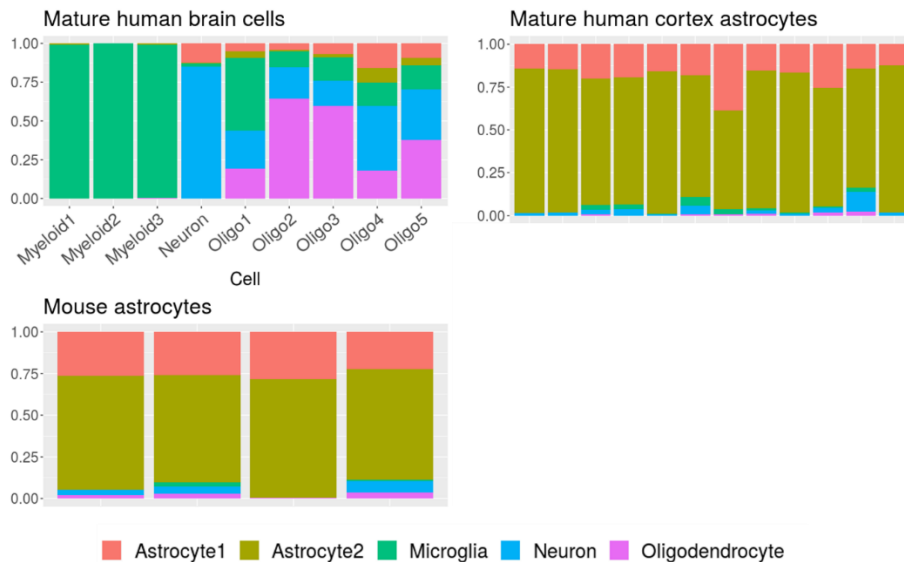 Mature human brain cells
1.00
0.75
0.50
0.25
0.00
Myeloid1
Myeloid2
Myeloid3
Neuron
Oligo1
Oligo2
Oligo3
Oligo4
Oligo5
Cell
Mature human cortex astrocytes
1.00
0.75
0.50
0.25
0.00
Mouse astrocytes
1.00
0.75
0.50
0.25
0.00
Astrocyte1 Astrocyte2 Microglia Neuron Oligodendrocyte